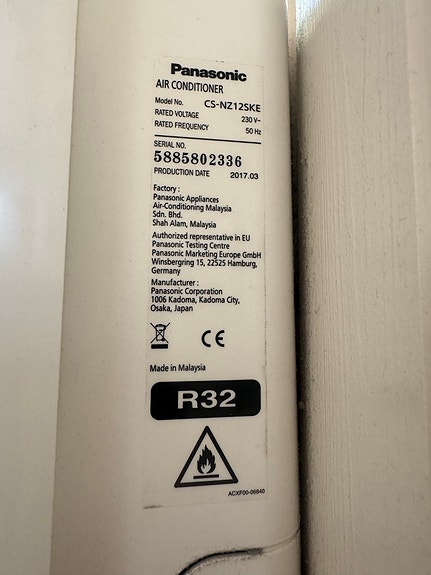 Panasonic
AIR CONDITIONER
Model No. CS-NZ12SKE
RATED VOLTAGE 230 V~
RATED FREQUENCY 50 Hz
SERIAL NO.
5885802336
PRODUCTION DATE 2017.03
Factory :
Panasonic Appliances
Air-Conditioning Malaysia
Sdn. Bhd.
Shah Alam, Malaysia
Authorized representative in EU
Panasonic Testing Centre
Panasonic Marketing Europe GmbH
Winsbergring 15, 22525 Hamburg,
Germany
Manufacturer :
Panasonic Corporation
1006 Kadoma, Kadoma City,
Osaka, Japan
CE
Made in Malaysia
R32
ACXF00-06640